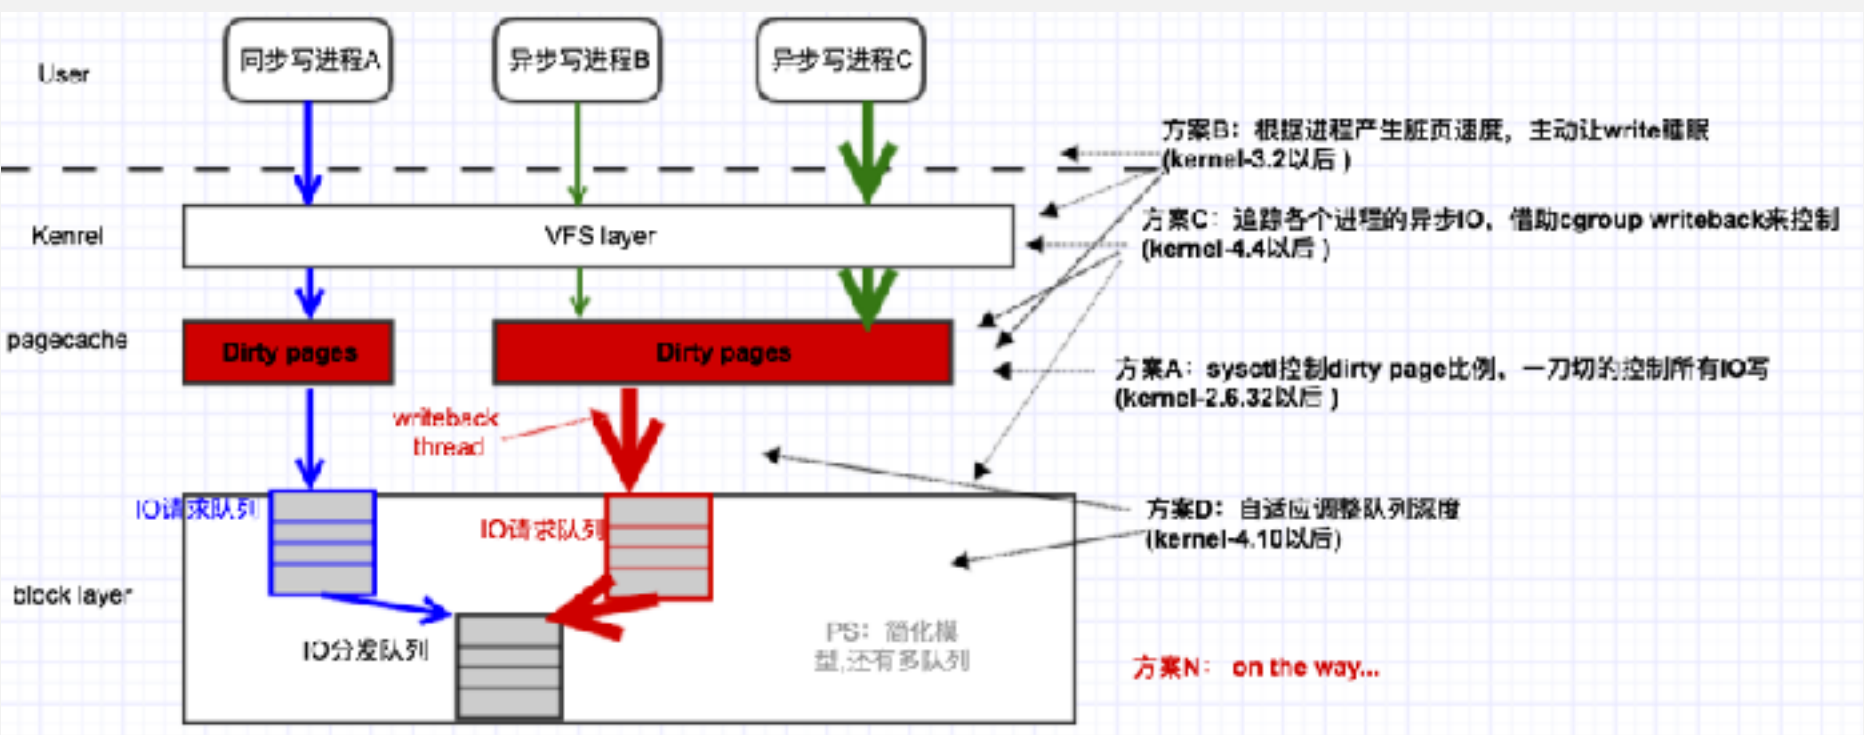 User
同步写进程A
异步写进程B
异步写进程C
方案B：根据进程产生脏页速度，主动让write睡眠
(kernel-3.2以后 )
Kenrel
VFS layer
方案C：追踪各个进程的异步IO，借助cgroup writeback来控制
(kernel-4.4以后 )
pagecache
Dirty pages
Dirty pages
方案A：sysctl控制dirty page比例，一刀切的控制所有IO写
(kernel-2.6.32以后 )
writeback
thread
IO请求队列
IO请求队列
方案D：自适应调整队列深度
(kernel-4.10以后)
block layer
IO分发队列
PS：简化模
型,还有多队列
方案N： on the way...